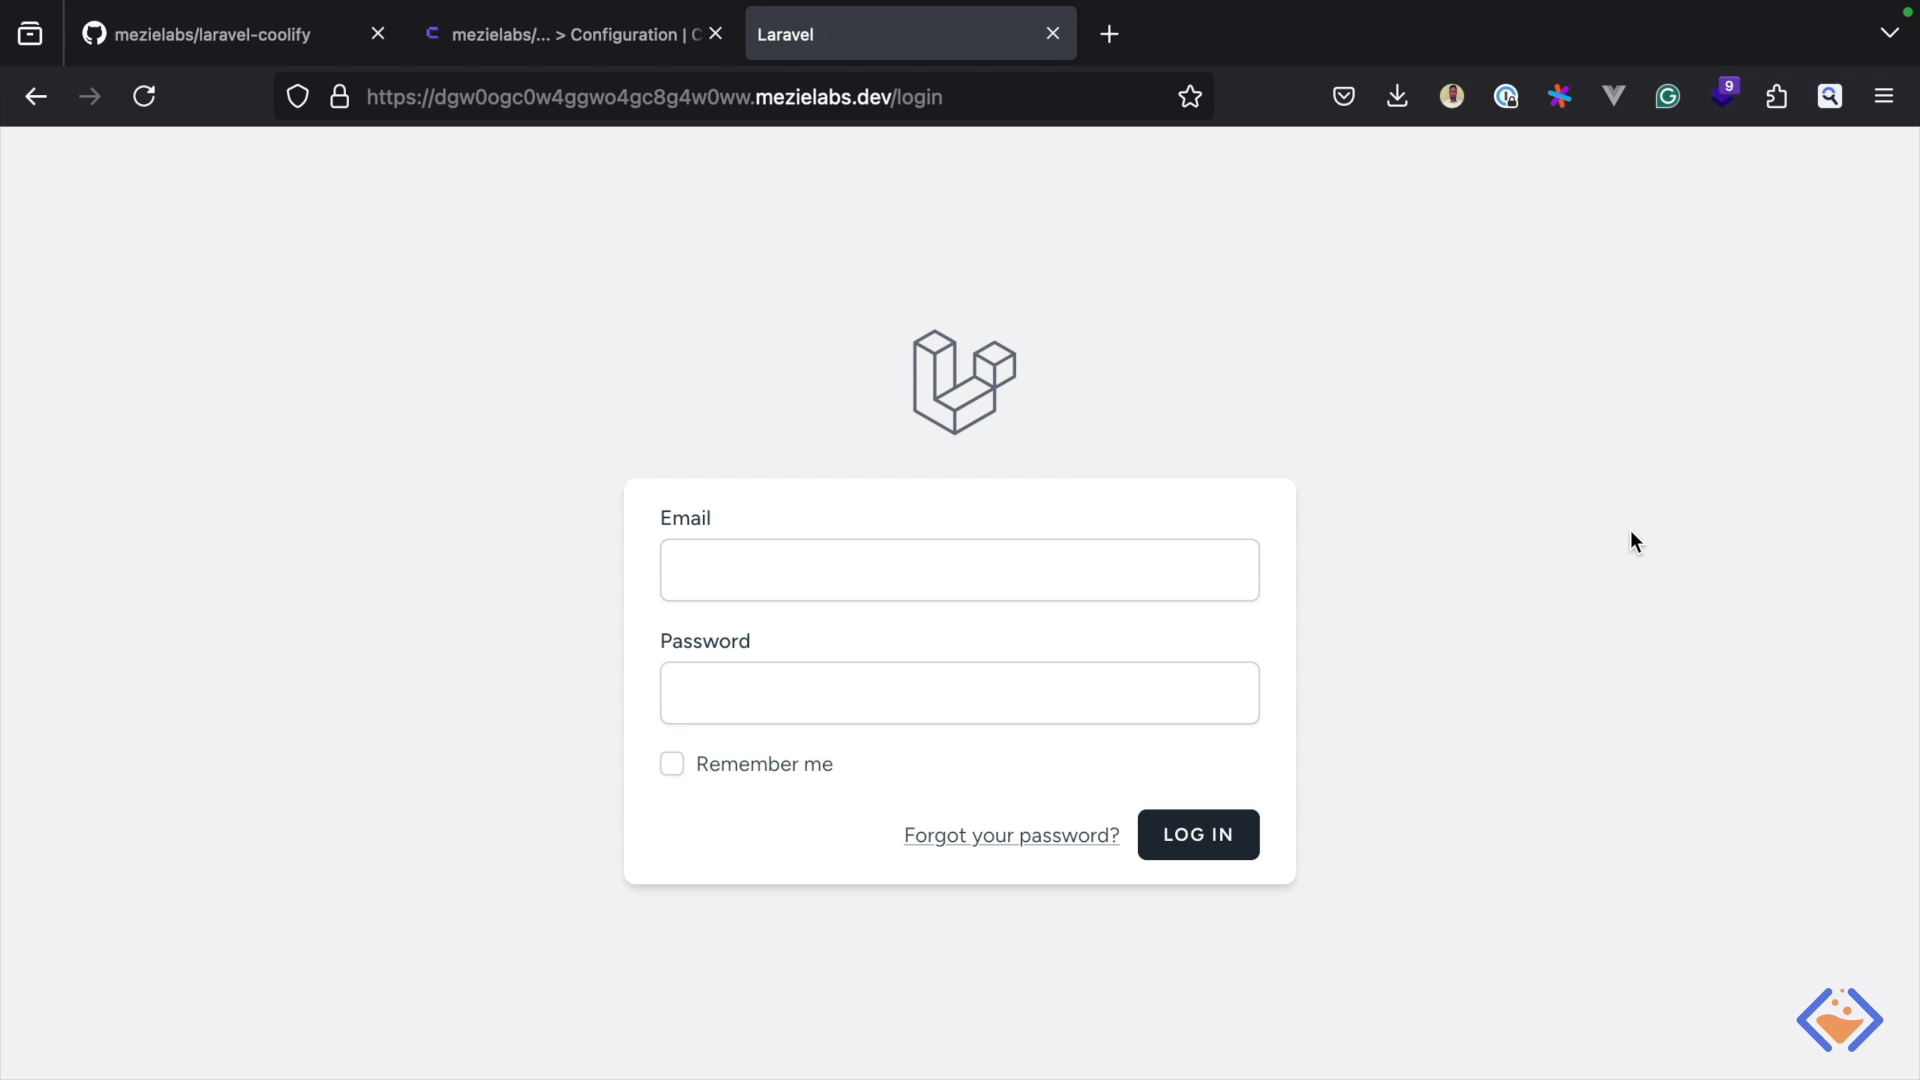 mezielabs/laravel-coolify
mezielabs/... > Configuration | C
Laravel
https://dgw0ogc0w4ggwo4gc8g4w0ww.mezielabs.dev/login
9
Email
Password
Remember me
Forgot your password?
LOG IN